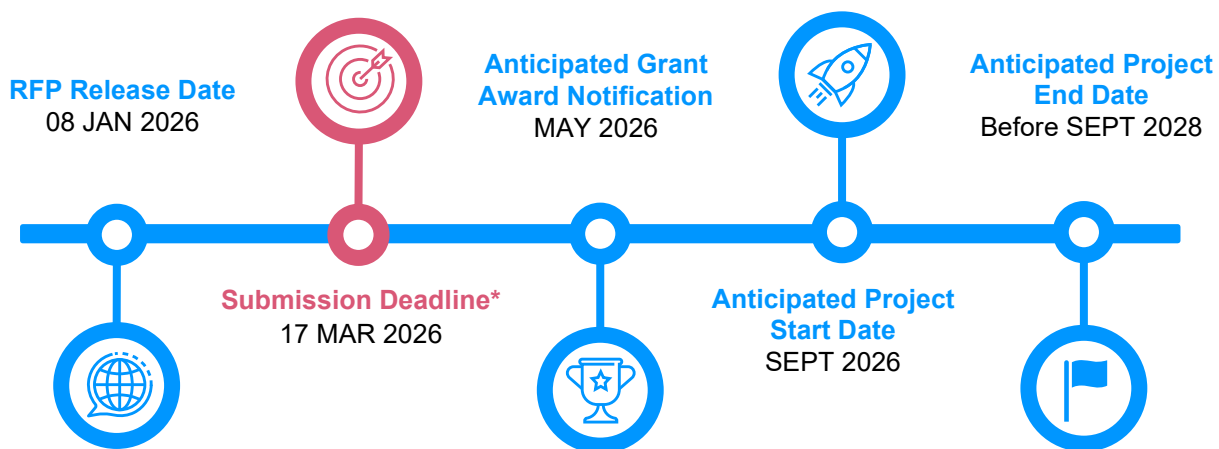 RFP Release Date
08 JAN 2026
Submission Deadline*
17 MAR 2026
Anticipated Grant
Award Notification
MAY 2026
Anticipated Project
Start Date
SEPT 2026
Anticipated Project
End Date
Before SEPT 2028